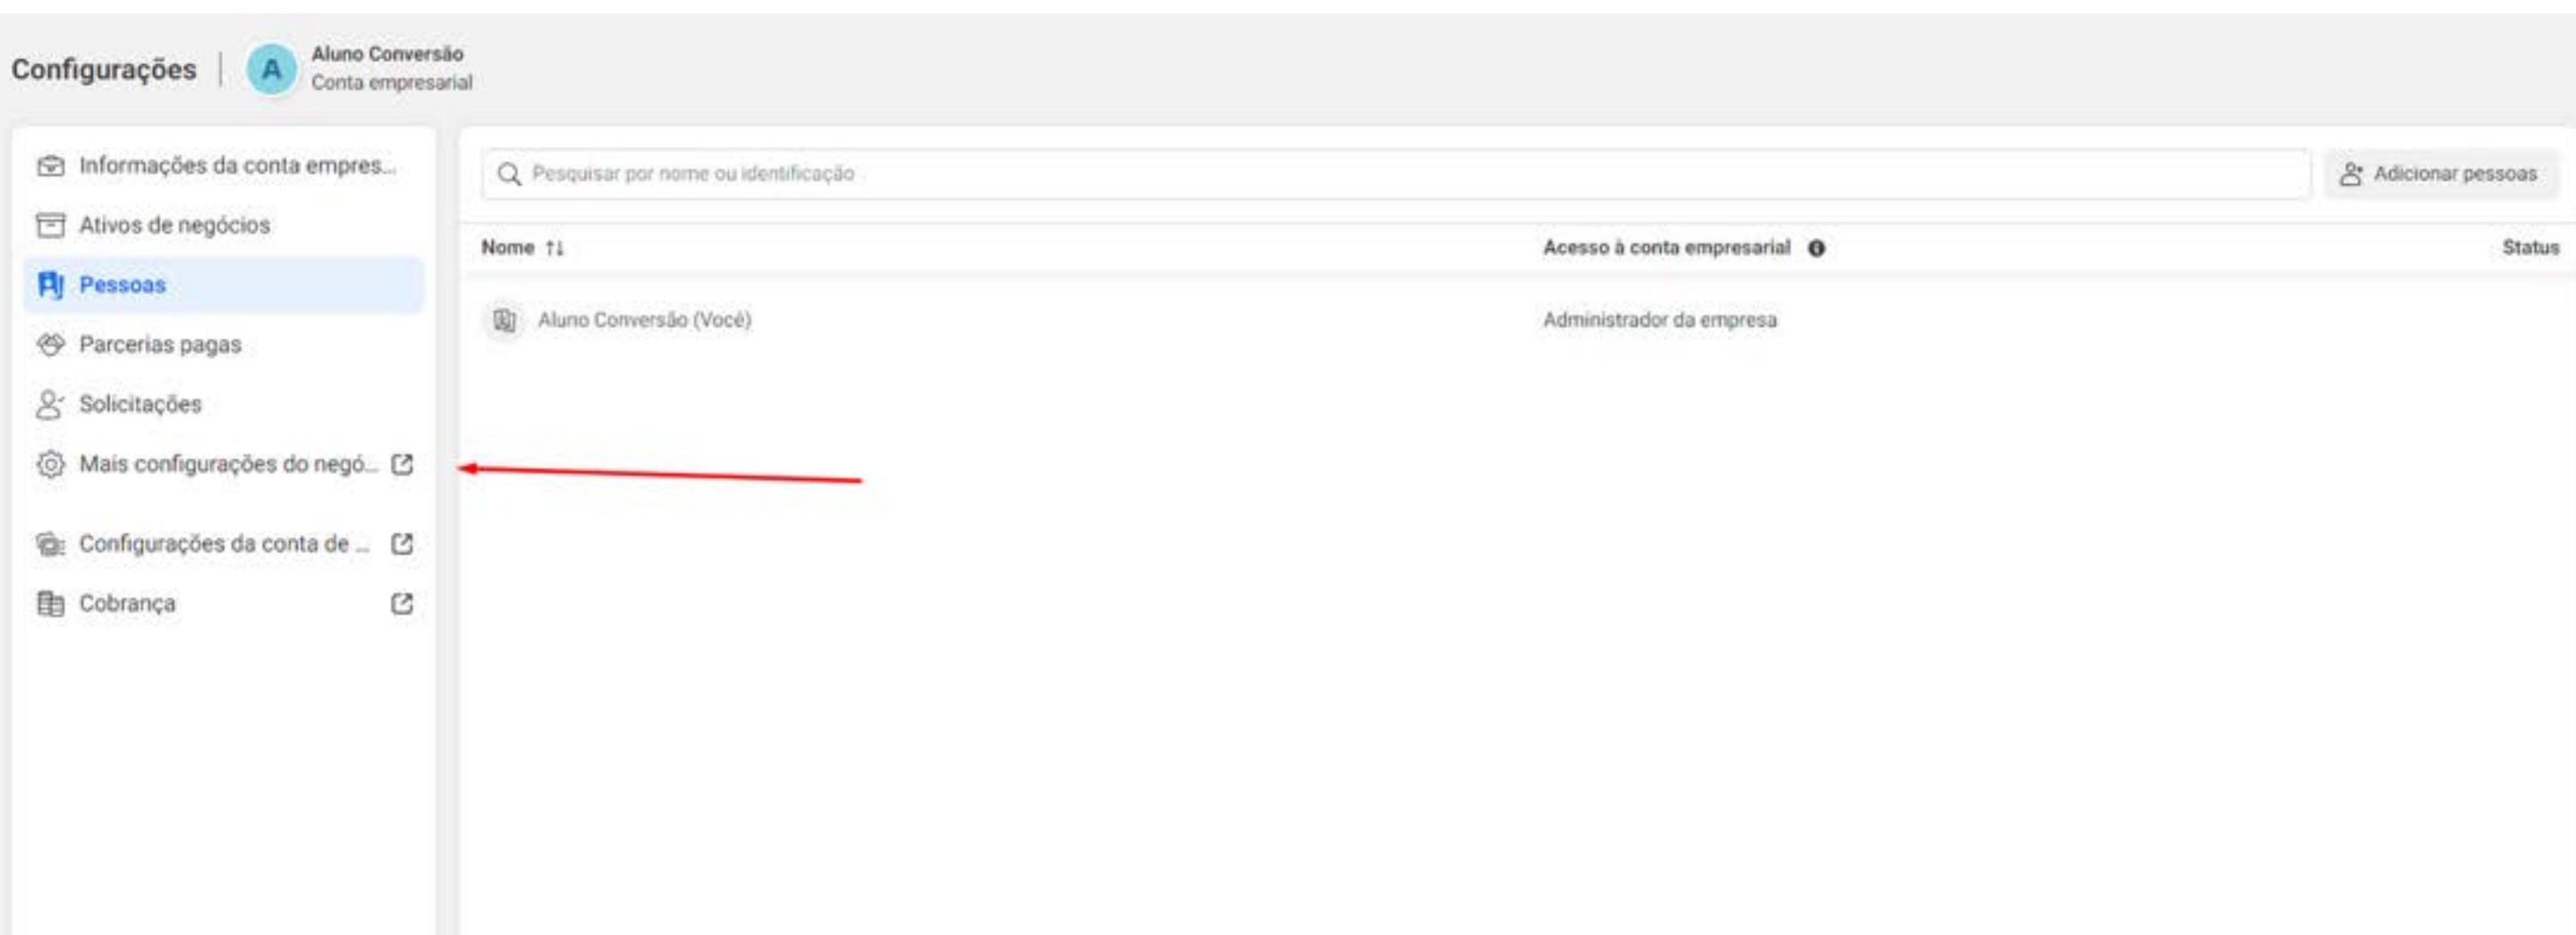 Configurações
A
Aluno Conversão
Conta empresarial
Informações da conta empres...
Ativos de negócios
Pessoas
Parcerias pagas
Solicitações
Mais configurações do negó...
Configurações da conta de ...
Cobrança
Pesquisar por nome ou identificação
Adicionar pessoas
Nome
Acesso à conta empresarial
Status
Aluno Conversão (Você)
Administrador da empresa